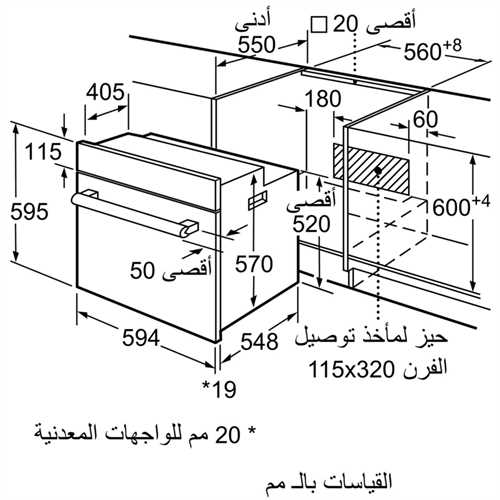 أقصى 20 □
أدنى
550
560+8
405
180
60
115
595
600+4
أقصى
520
570
أقصى 50
594
548
*19
حيز لمأخذ توصيل
الفرن 115x320
* 20 مم للواجهات المعدنية
القياسات بالـ مم